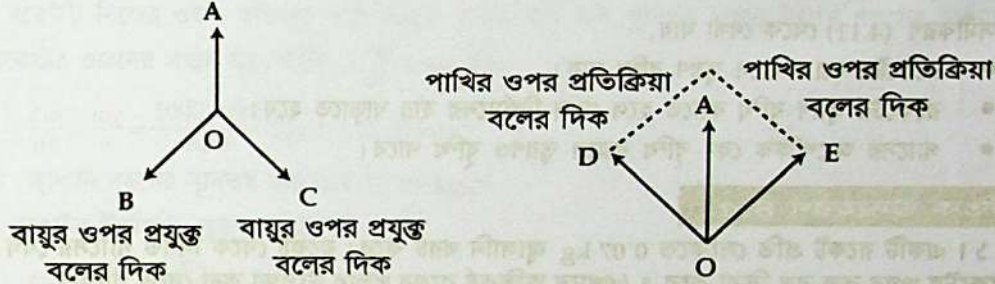 A
O
B
C
বায়ুর ওপর প্রযুক্ত
বলের দিক
বায়ুর ওপর প্রযুক্ত
বলের দিক
পাখির ওপর প্রতিক্রিয়া
বলের দিক
পাখির ওপর প্রতিক্রিয়া
বলের দিক
A
D
E
O